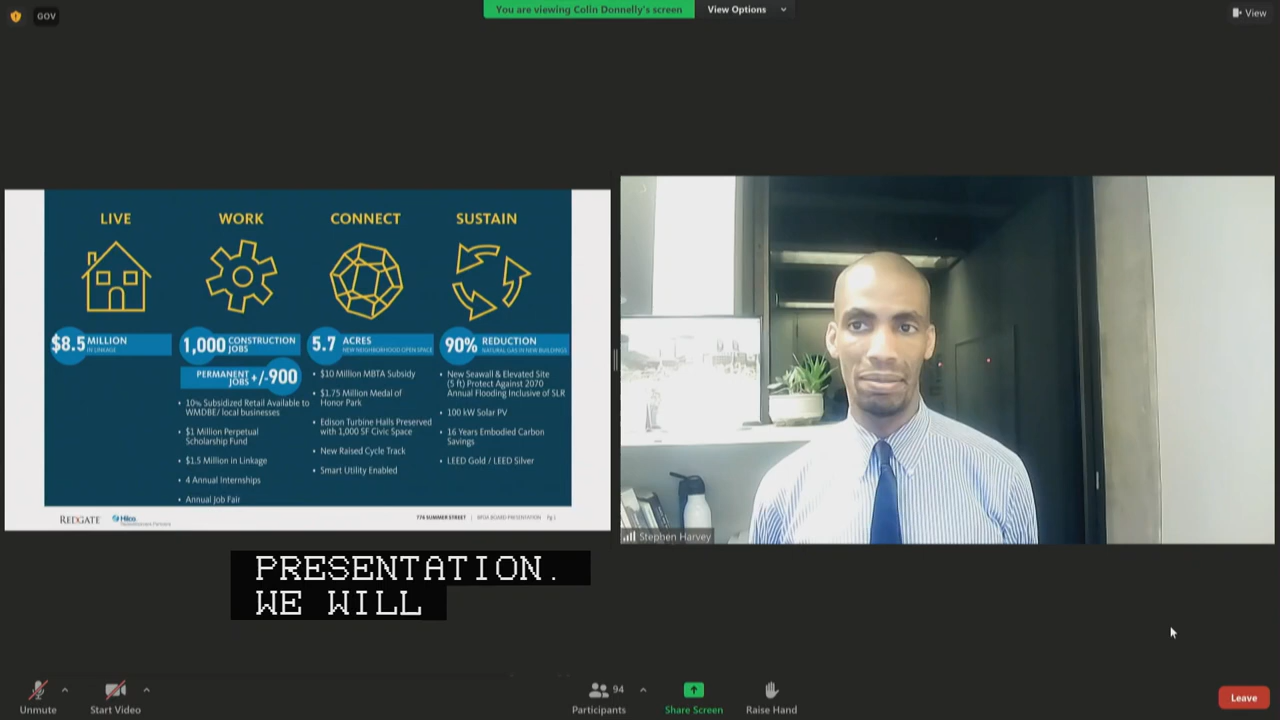 GOV
You are viewing Colin Donnelly's screen
View Options
View
LIVE
WORK
CONNECT
SUSTAIN
$8.5 MILLION
IN LINKAGE
1,000 CONSTRUCTION
JOBS
PERMANENT
JOBS +/-900
• 10% Subsidized Retail Available to
WMDBE/ local businesses
• $1 Million Perpetual
Scholarship Fund
• $1.5 Million in Linkage
• 4 Annual Internships
• Annual Job Fair
5.7 ACRES
NEW NEIGHBORHOOD OPEN SPACE
• $10 Million MBTA Subsidy
• $1.75 Million Medal of
Honor Park
• Edison Turbine Halls Preserved
with 1,000 SF Civic Space
• New Raised Cycle Track
• Smart Utility Enabled
90% REDUCTION
NATURAL GAS IN NEW BUILDINGS
• New Seawall & Elevated Site
(5 ft) Protect Against 2070
Annual Flooding Inclusive of SLR
• 100 kW Solar PV
• 16 Years Embodied Carbon
Savings
• LEED Gold / LEED Silver
REDGATE
Hilco
Redevelopment Partners
776 SUMMER STREET | BPDA BOARD PRESENTATION Pg
Stephen Harvey
PRESENTATION.
WE WILL
Unmute
Start Video
94
Participants
Share Screen
Raise Hand
Leave